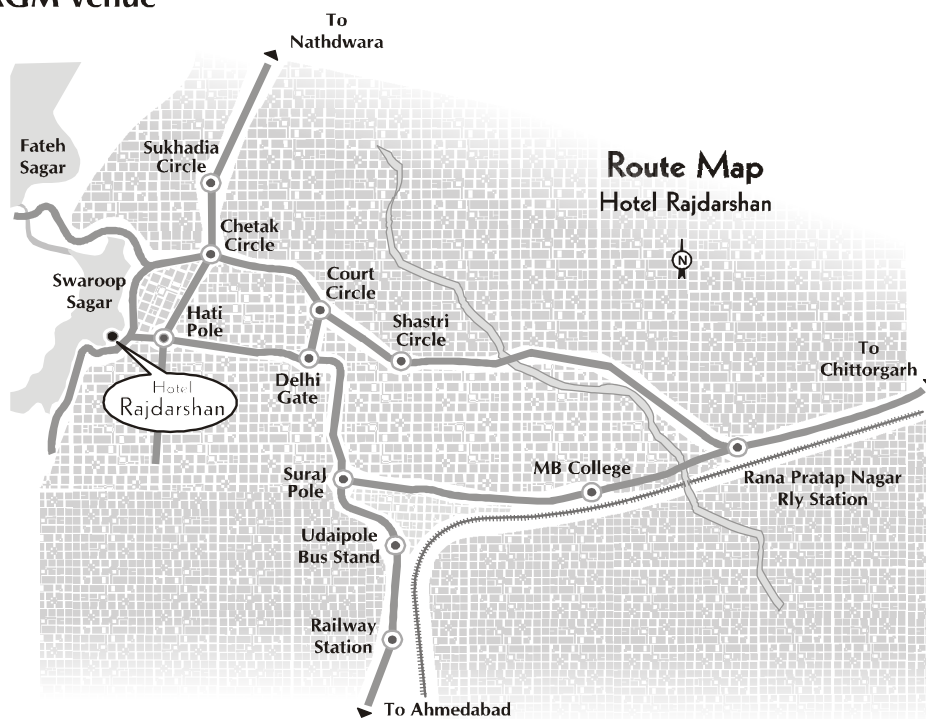 AGM Venue
To
Nathdwara
Fateh
Sagar
Sukhadia
Circle
Route Map
Hotel Rajdarshan
Chetak
Circle
N
Swaroop
Sagar
Court
Circle
Hati
Pole
Shastri
Circle
To
Chittorgarh
Delhi
Gate
Hotel
Rajdarshan
MB College
Suraj
Pole
Rana Pratap Nagar
Rly Station
Udaipole
Bus Stand
Railway
Station
To Ahmedabad